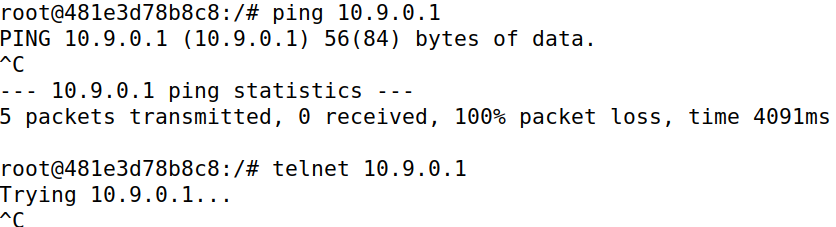 root@481e3d78b8c8:/# ping 10.9.0.1
PING 10.9.0.1 (10.9.0.1) 56(84) bytes of data.
^C
--- 10.9.0.1 ping statistics ---
5 packets transmitted, 0 received, 100% packet loss, time 4091ms
root@481e3d78b8c8:/# telnet 10.9.0.1
Trying 10.9.0.1...
^C